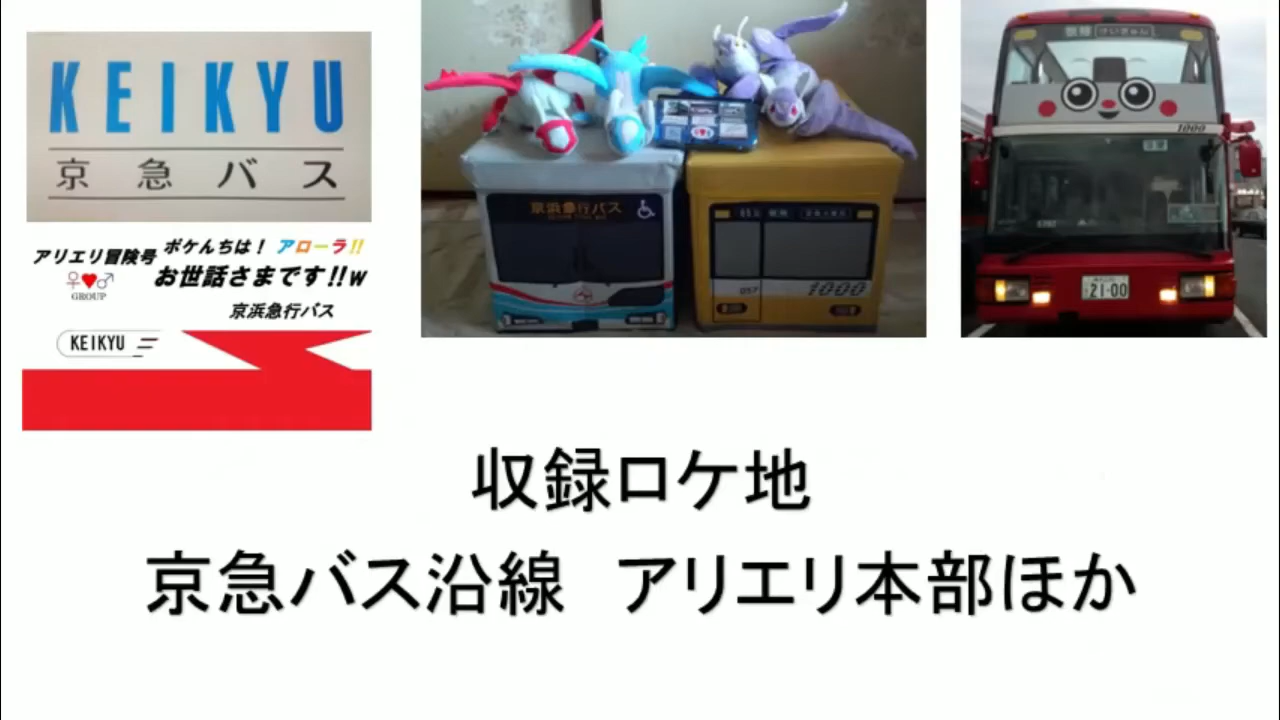 KEIKYU
京急バス
アリエリ冒険号
ポケんちは！ アローラ!!
お世話さまです!!w
GROUP
京浜急行バス
KEIKYU
京浜急行バス
057
1000
1000
・・・2100
収録ロケ地
京急バス沿線　アリエリ本部ほか